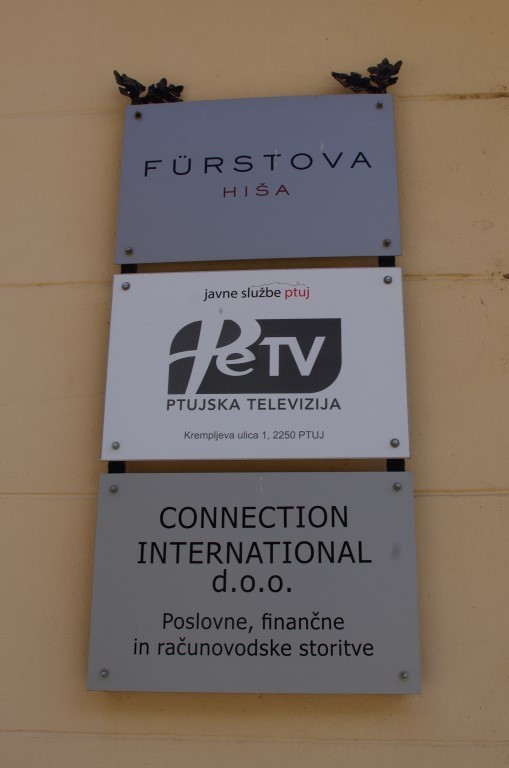 FÜRSTOVA
HIŠA
javne službe ptuj
PeTV
PTUJSKA TELEVIZIJA
Krempljeva ulica 1, 2250 PTUJ
CONNECTION
INTERNATIONAL
d.o.o.
Poslovne, finančne
in računovodske storitve